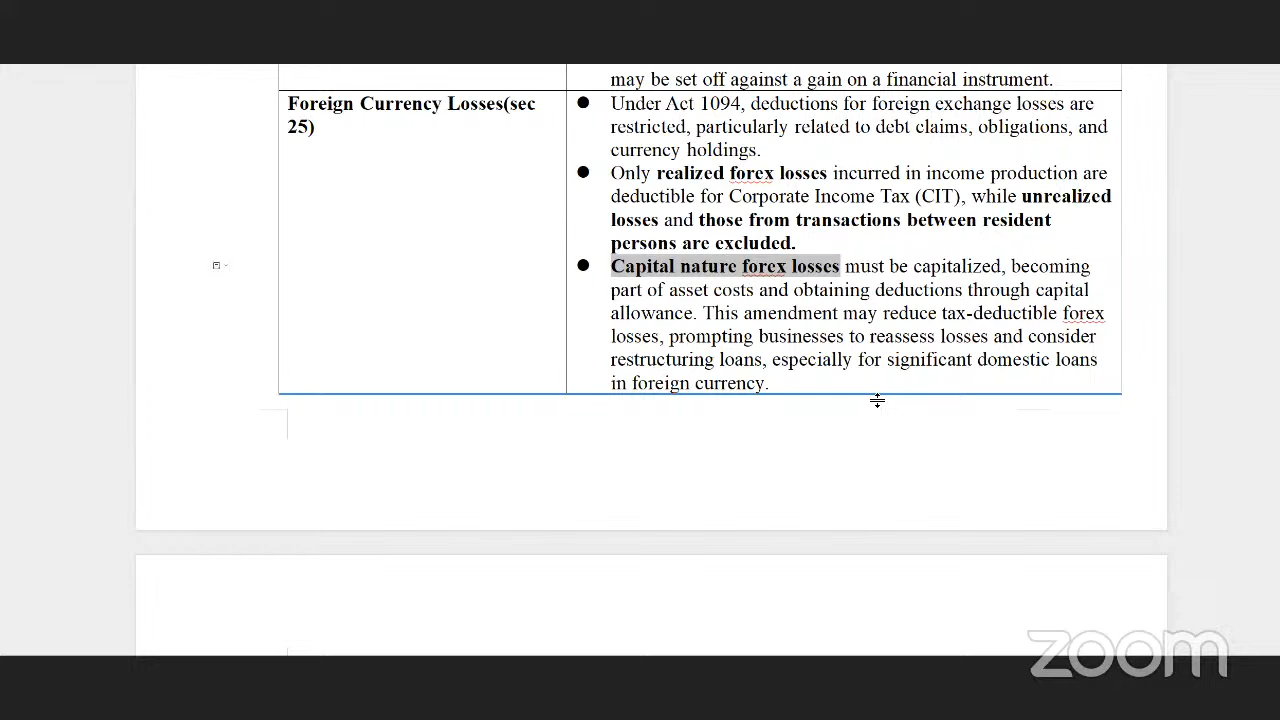 may be set off against a gain on a financial instrument.
Foreign Currency Losses(sec
25)
● Under Act 1094, deductions for foreign exchange losses are
restricted, particularly related to debt claims, obligations, and
currency holdings.
● Only realized forex losses incurred in income production are
deductible for Corporate Income Tax (CIT), while unrealized
losses and those from transactions between resident
persons are excluded.
● Capital nature forex losses must be capitalized, becoming
part of asset costs and obtaining deductions through capital
allowance. This amendment may reduce tax-deductible forex
losses, prompting businesses to reassess losses and consider
restructuring loans, especially for significant domestic loans
in foreign currency.
zoom